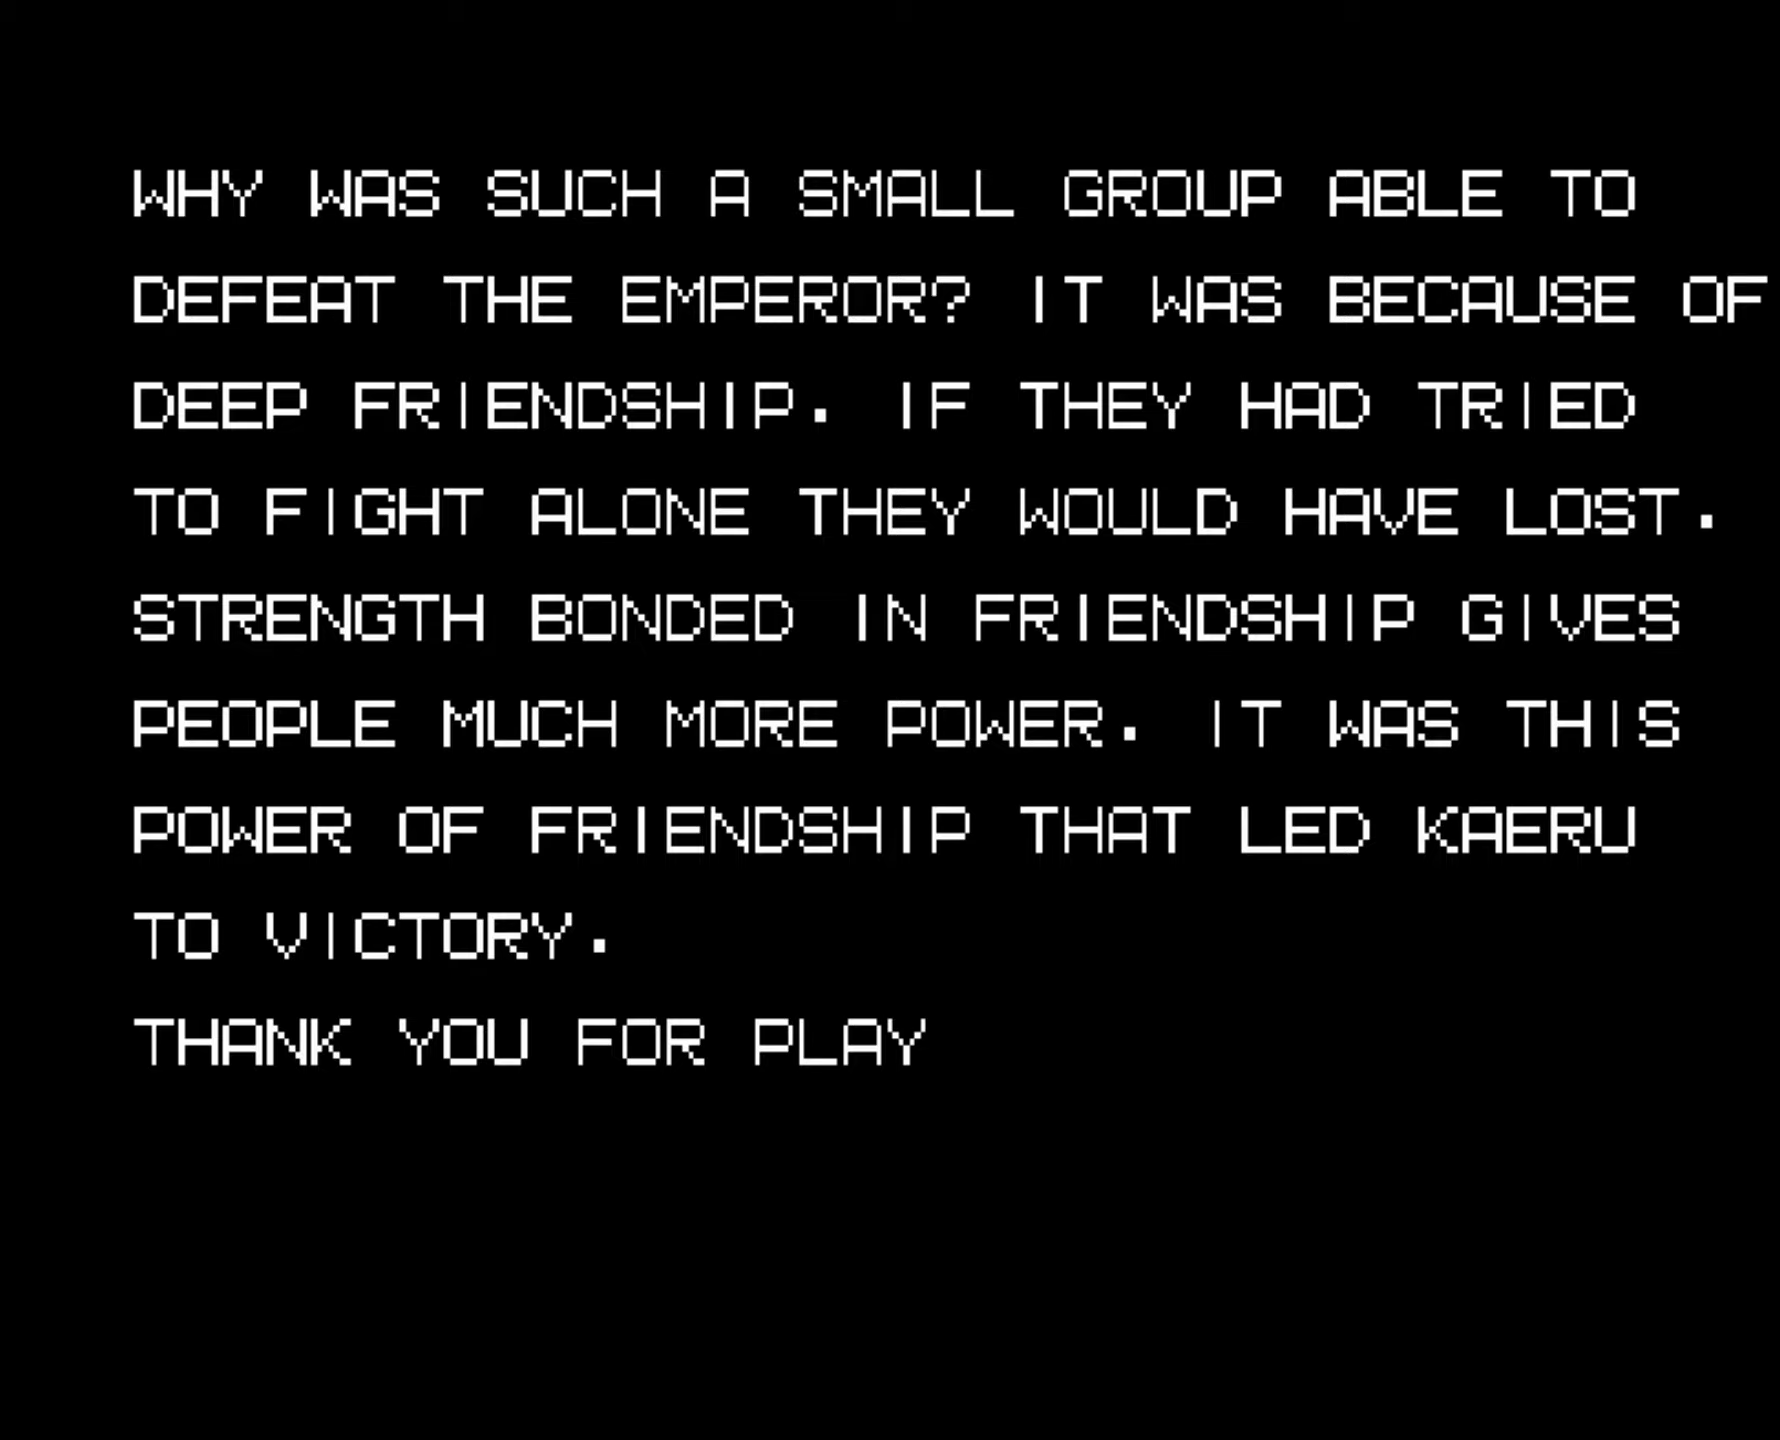 WHY WAS SUCH A SMALL GROUP ABLE TO
DEFEAT THE EMPEROR? IT WAS BECAUSE OF
DEEP FRIENDSHIP. IF THEY HAD TRIED
TO FIGHT ALONE THEY WOULD HAVE LOST.
STRENGTH BONDED IN FRIENDSHIP GIVES
PEOPLE MUCH MORE POWER. IT WAS THIS
POWER OF FRIENDSHIP THAT LED KAERU
TO VICTORY.
THANK YOU FOR PLAY